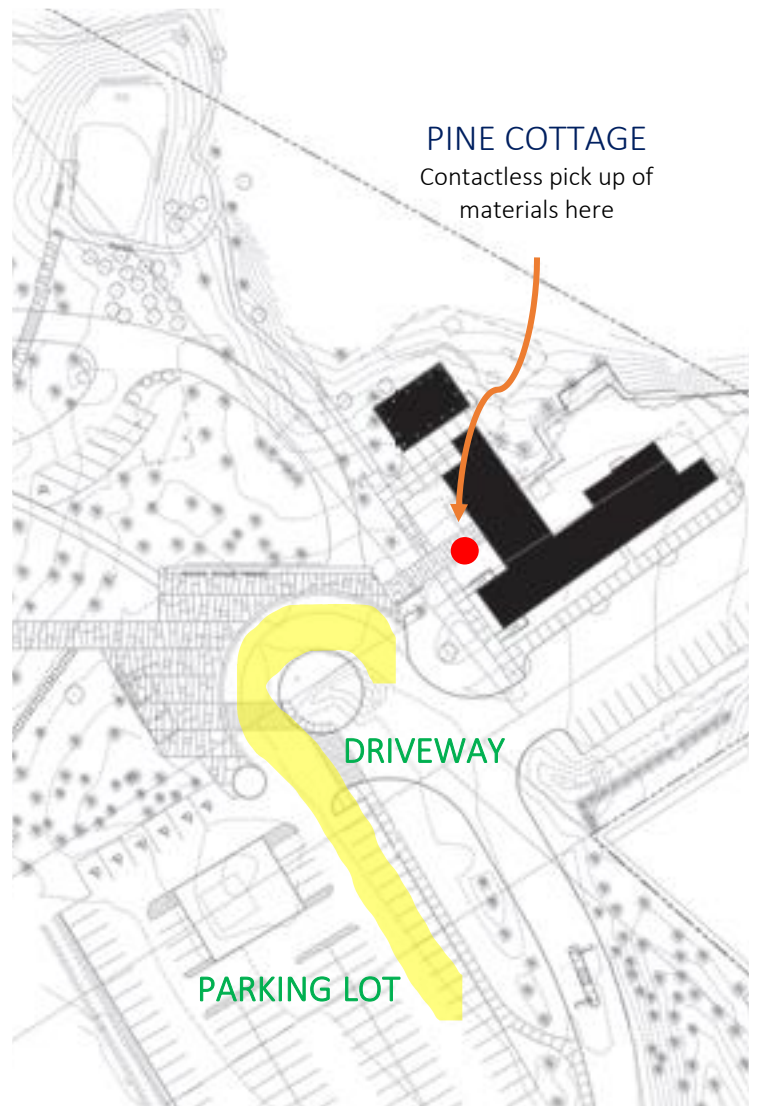 PINE COTTAGE
Contactless pick up of
materials here
DRIVEWAY
PARKING LOT